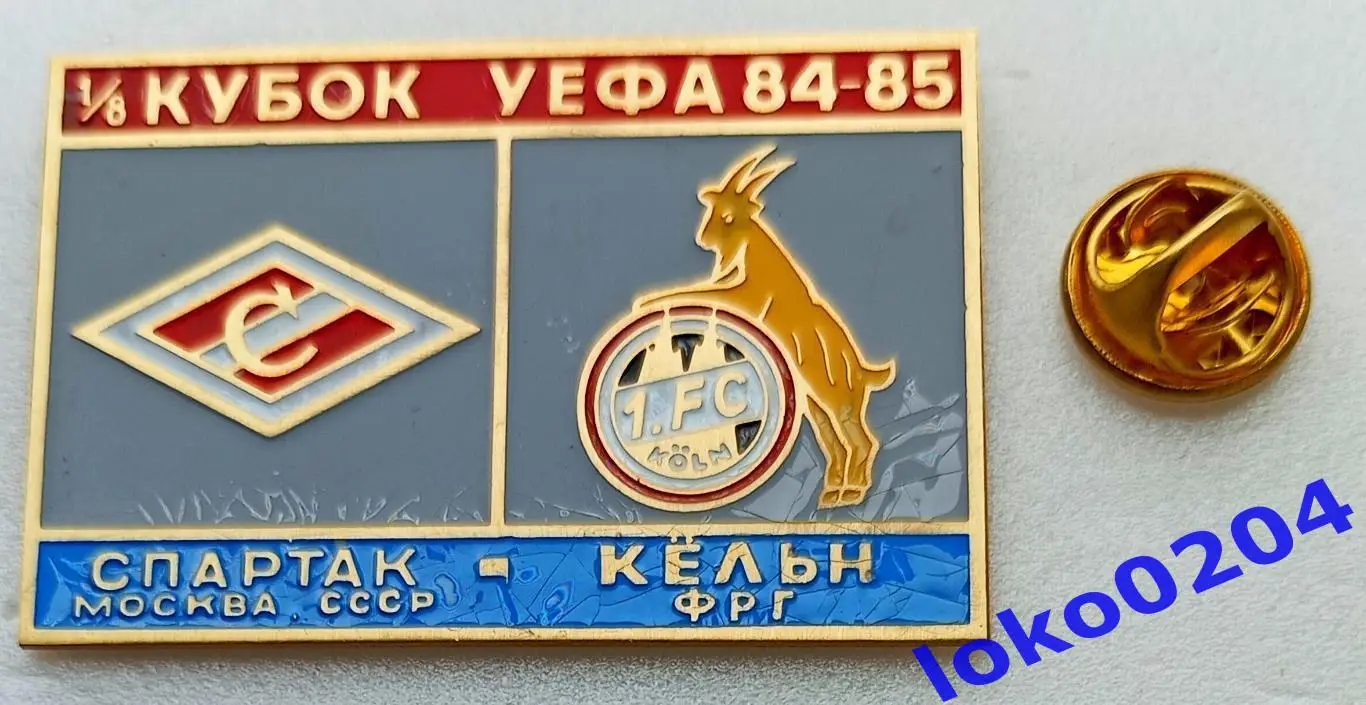 1/8 КУБОК УЕФА 84-85
С
1.FC
KÖLN
СПАРТАК - КЁЛЬН
МОСКВА СССР ФРГ
loko0204